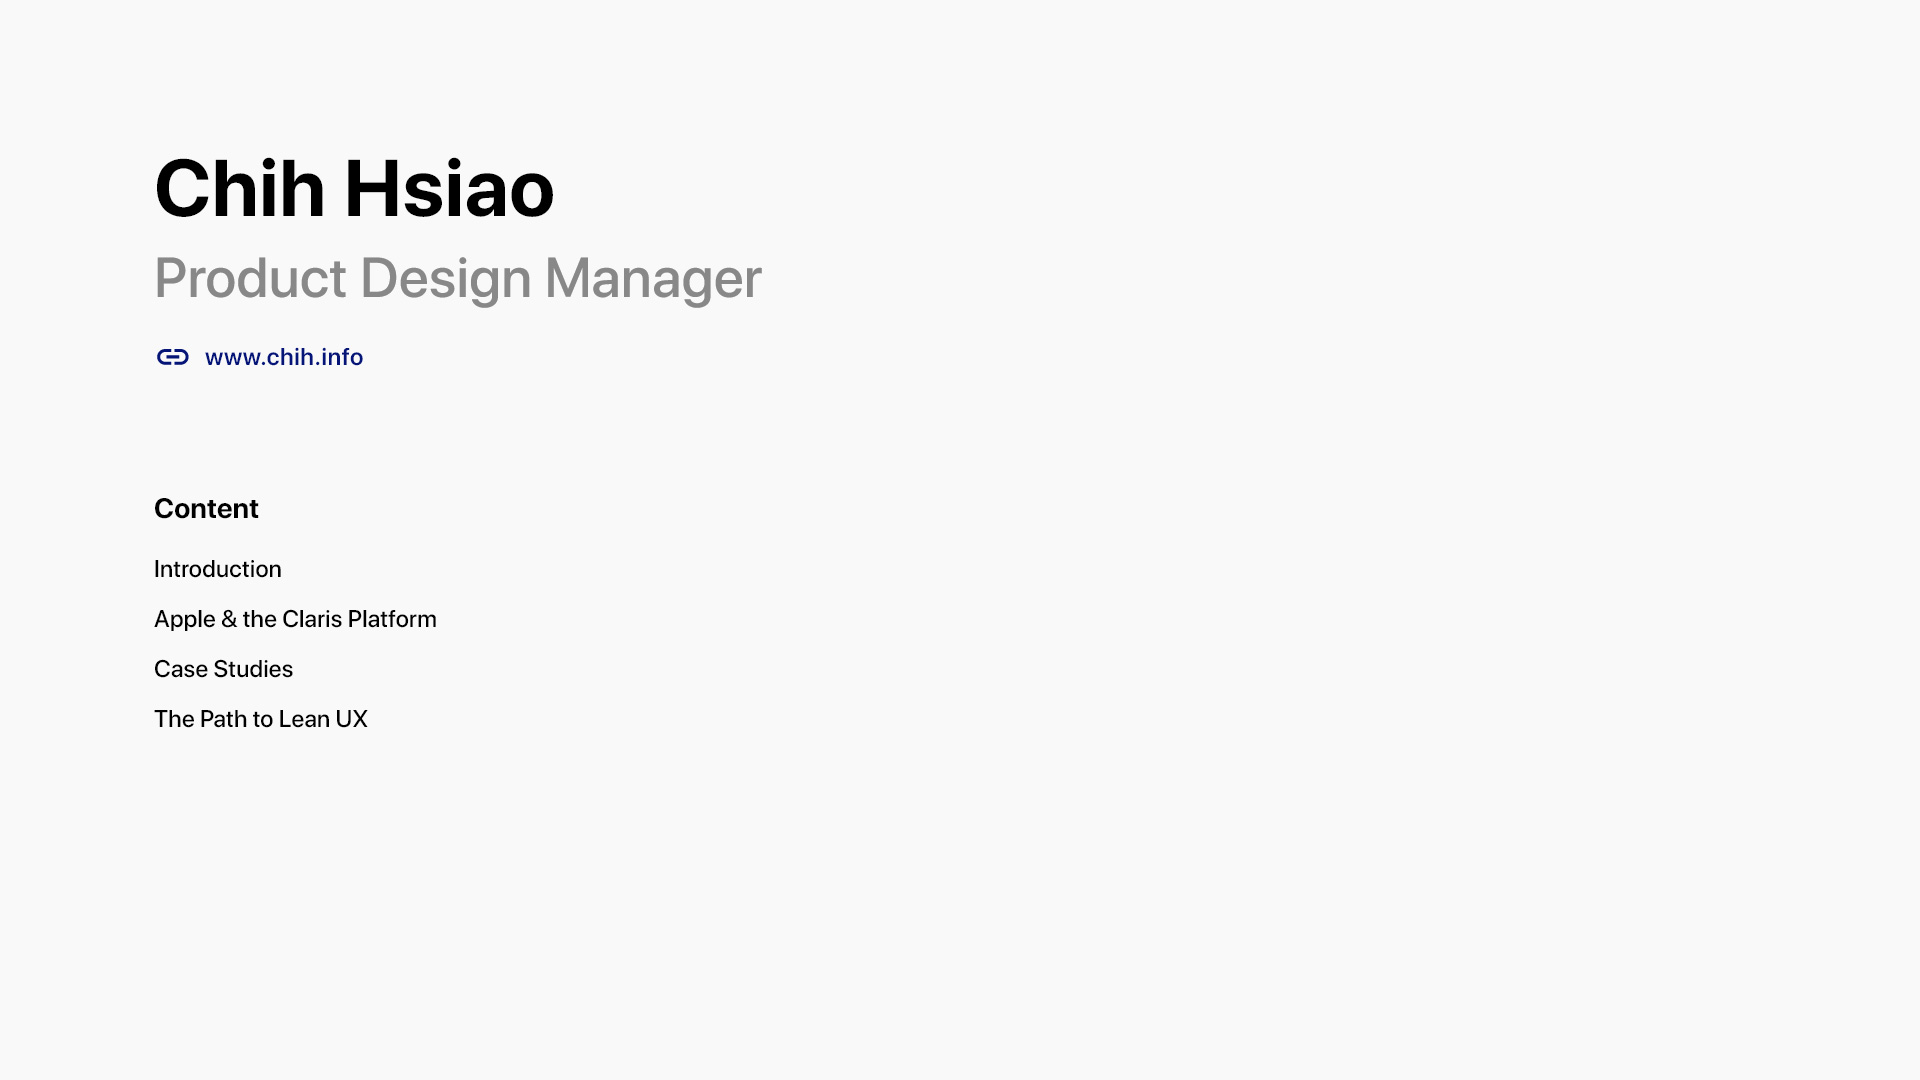 Chih Hsiao
Product Design Manager
www.chih.info
Content
Introduction
Apple & the Claris Platform
Case Studies
The Path to Lean UX